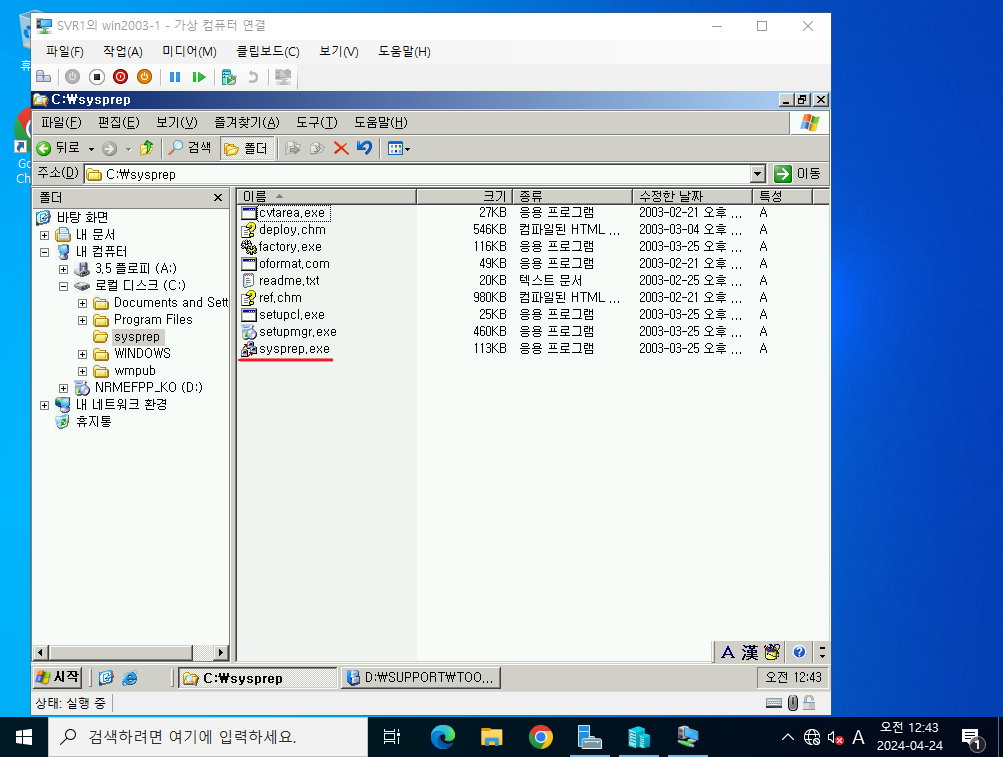 SVR1의 win2003-1 - 가상 컴퓨터 연결
파일(F) 작업(A) 미디어(M) 클립보드(C) 보기(V) 도움말(H)
C:₩sysprep
파일(F) 편집(E) 보기(V) 즐겨찾기(A) 도구(T) 도움말(H)
뒤로 검색 폴더
주소(D) C:₩sysprep 이동
폴더
바탕 화면
내 문서
내 컴퓨터
3,5 플로피 (A:)
로컬 디스크 (C:)
Documents and Sett
Program Files
sysprep
WINDOWS
wmpub
NRMEFPP_KO (D:)
내 네트워크 환경
휴지통
이름 크기 종류 수정한 날짜 특성
cvtarea,exe 27KB 응용 프로그램 2003-02-21 오후 ... A
deploy,chm 546KB 컴파일된 HTML ... 2003-03-04 오후 ... A
factory,exe 116KB 응용 프로그램 2003-03-25 오후 ... A
oformat,com 49KB 응용 프로그램 2003-02-21 오후 ... A
readme,txt 20KB 텍스트 문서 2003-03-25 오후 ... A
ref,chm 980KB 컴파일된 HTML ... 2003-02-21 오후 ... A
setupcl,exe 25KB 응용 프로그램 2003-03-25 오후 ... A
setupmgr,exe 460KB 응용 프로그램 2003-03-25 오후 ... A
sysprep,exe 113KB 응용 프로그램 2003-03-25 오후 ... A
A 漢
시작 C:₩sysprep D:₩SUPPORT₩TOO... 오전 12:43
상태: 실행 중
휴
Go
Ch
검색하려면 여기에 입력하세요.
A
오전 12:43
2024-04-24
1